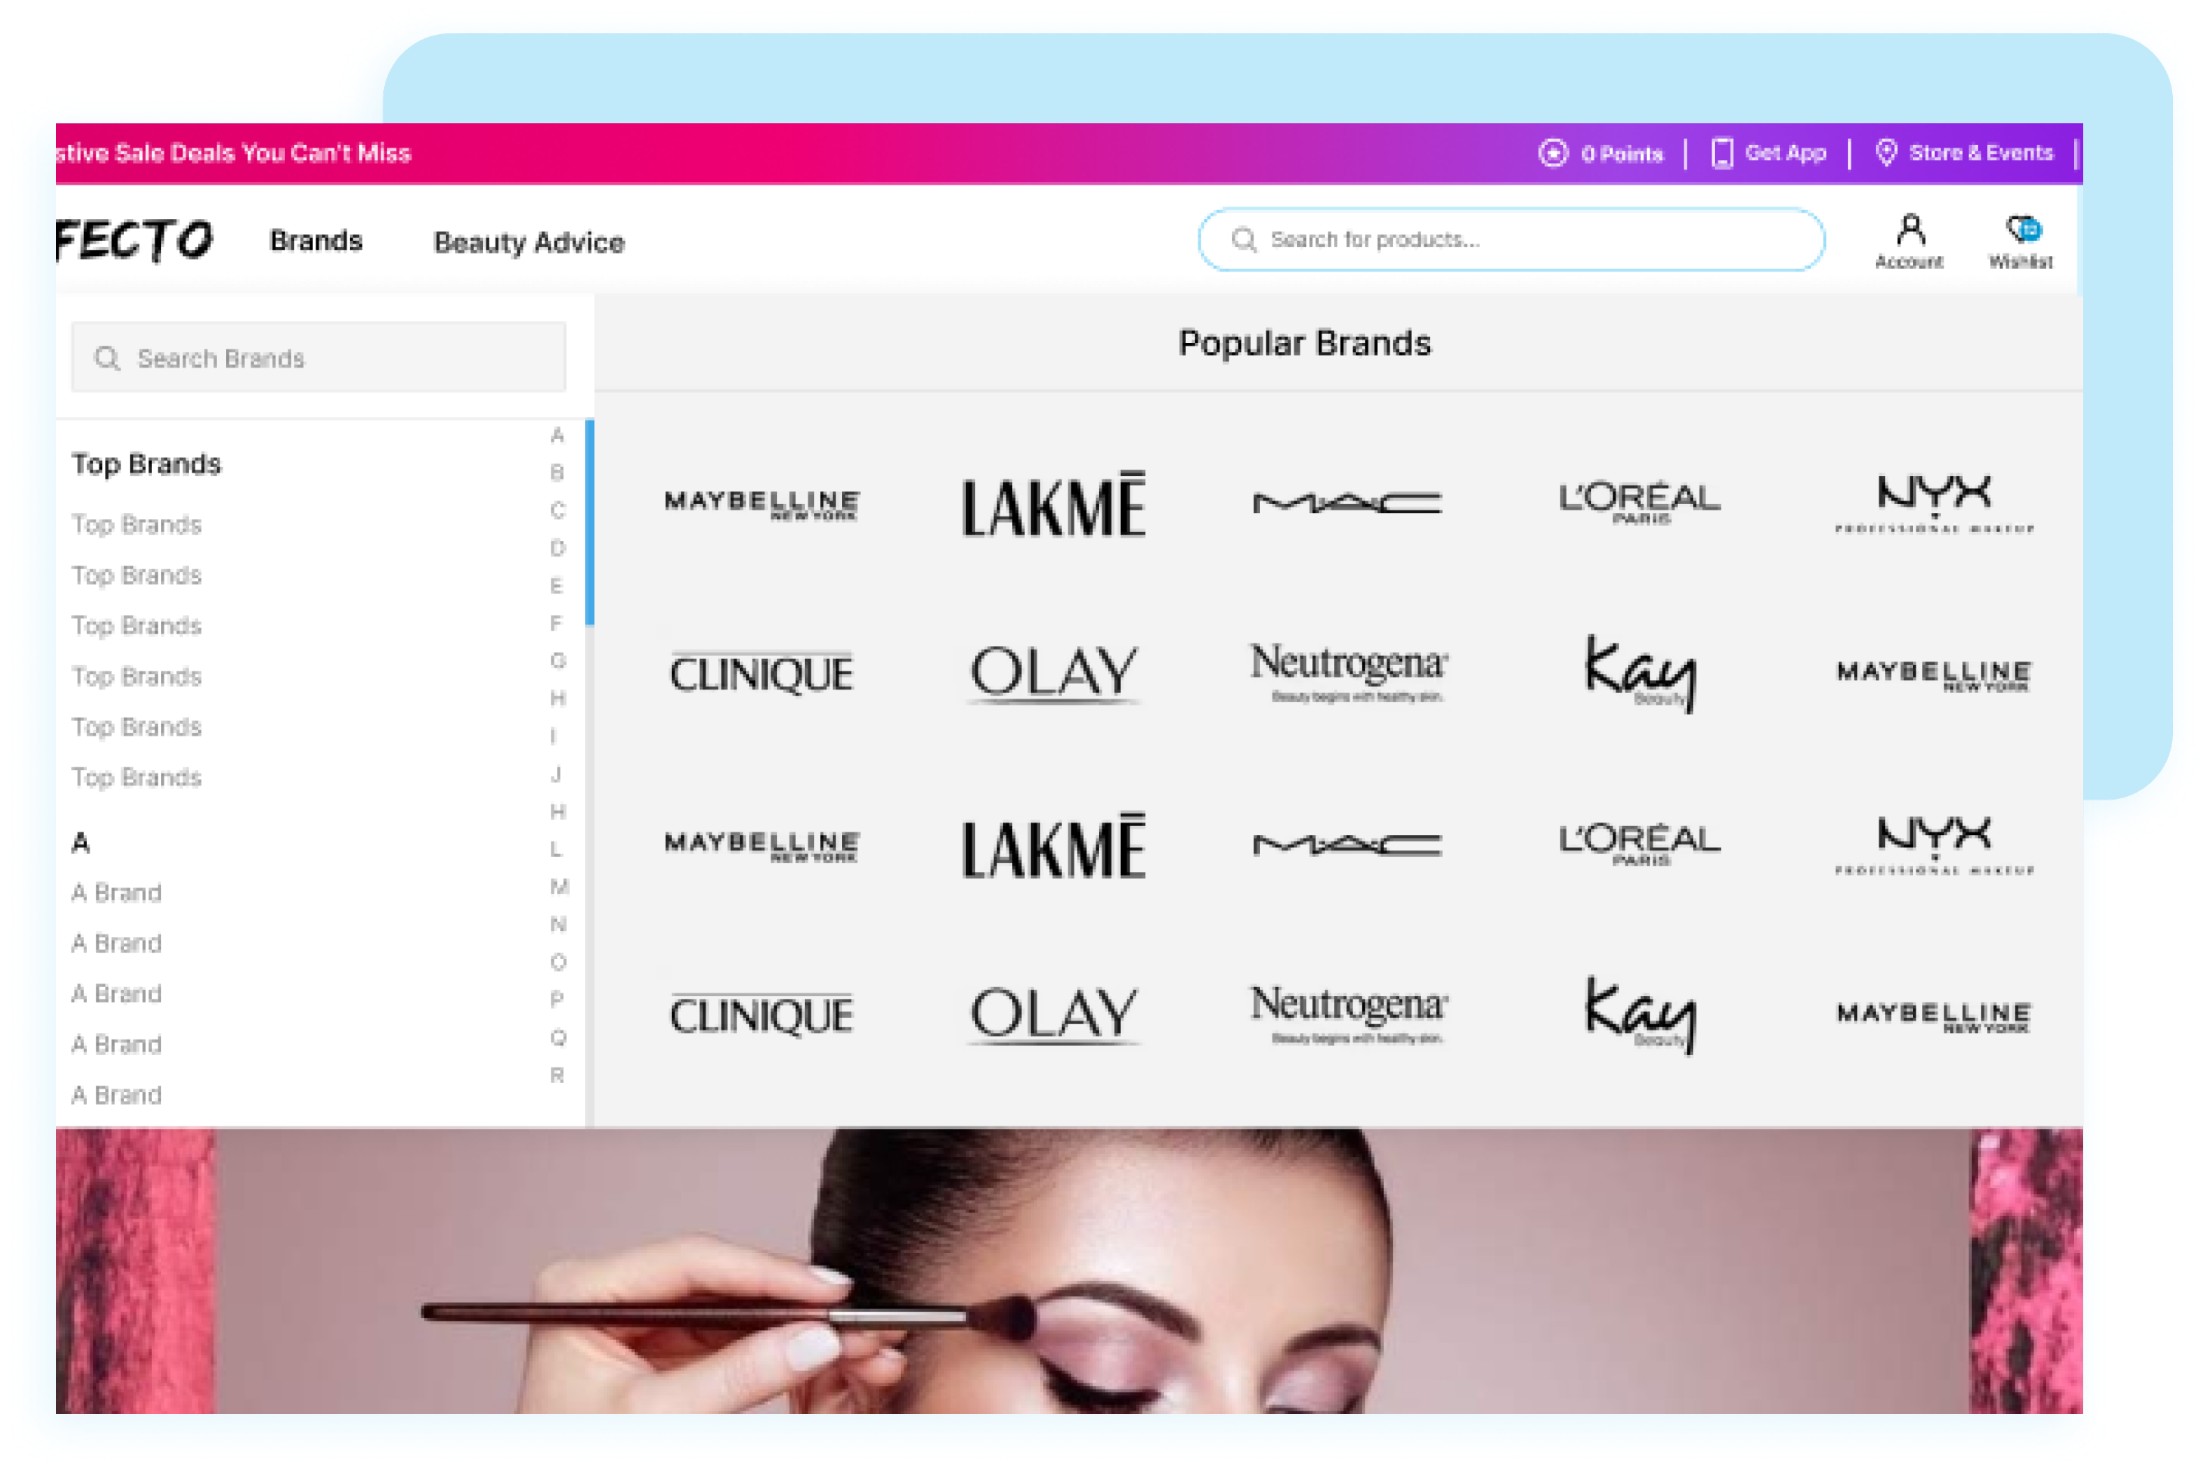 stive Sale Deals You Can't Miss
0 Points | Get App | Store & Events |
FECTO
Brands
Beauty Advice
Search for products...
Account
Wishlist
Search Brands
Top Brands
Top Brands
Top Brands
Top Brands
Top Brands
Top Brands
Top Brands
A
A Brand
A Brand
A Brand
A Brand
A Brand
A
B
C
D
E
F
G
H
I
J
H
L
M
N
O
P
Q
R
Popular Brands
MAYBELLINE
NEW YORK
LAKMĒ
MAC
L'ORÉAL
PARIS
NYX
PROFESSIONAL MAKEUP
CLINIQUE
OLAY
Neutrogena
Beauty begins with healthy skin.
Kay
Beauty
MAYBELLINE
NEW YORK
MAYBELLINE
NEW YORK
LAKMĒ
MAC
L'ORÉAL
PARIS
NYX
PROFESSIONAL MAKEUP
CLINIQUE
OLAY
Neutrogena
Beauty begins with healthy skin.
Kay
Beauty
MAYBELLINE
NEW YORK